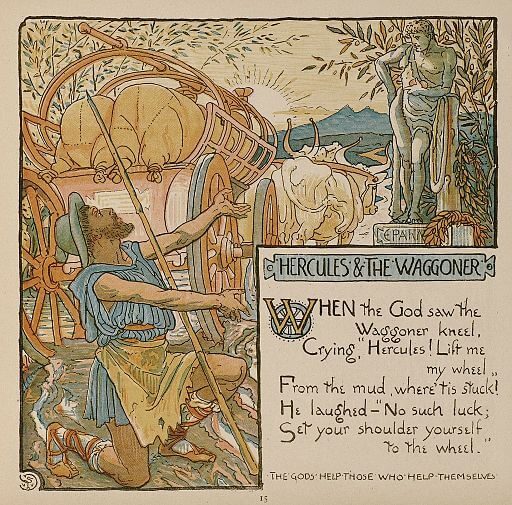 HERCULES & THE WAGGONER
WHEN the God saw the
Waggoner kneel,
Crying, "Hercules! Lift me
my wheel„
From the mud, where 'tis stuck!
He laughed—"No such luck;
Set your shoulder yourself
to the wheel."
THE GODS HELP THOSE WHO HELP THEMSELVES
15